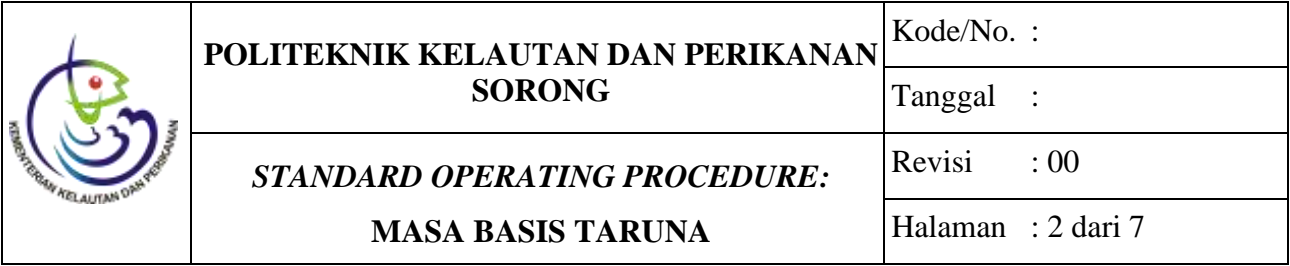 KEMENTERIAN KELAUTAN DAN PERIKANAN
POLITEKNIK KELAUTAN DAN PERIKANAN
SORONG
STANDARD OPERATING PROCEDURE:
MASA BASIS TARUNA
Kode/No. :
Tanggal :
Revisi : 00
Halaman : 2 dari 7